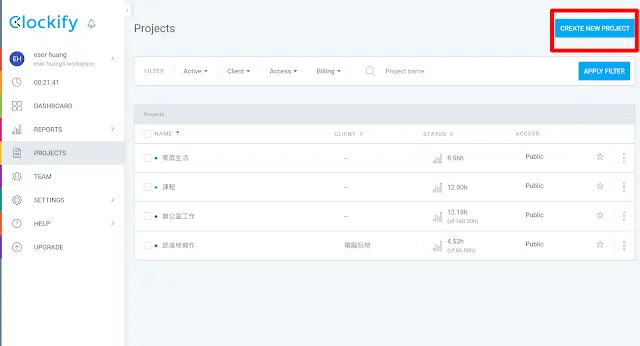 Clockify
Projects
CREATE NEW PROJECT
EH
esor huang
esor huang's workspace
00:21:41
DASHBOARD
REPORTS
PROJECTS
TEAM
SETTINGS
HELP
UPGRADE
FILTER Active Client Access Billing Project name APPLY FILTER
Projects
NAME CLIENT STATUS ACCESS
家庭生活 -- 8.56h Public
課程 -- 12.00h Public
辦公室工作 -- 12.18h (of 160.00h) Public
部落格寫作 電腦玩物 4.53h (of 66.00h) Public